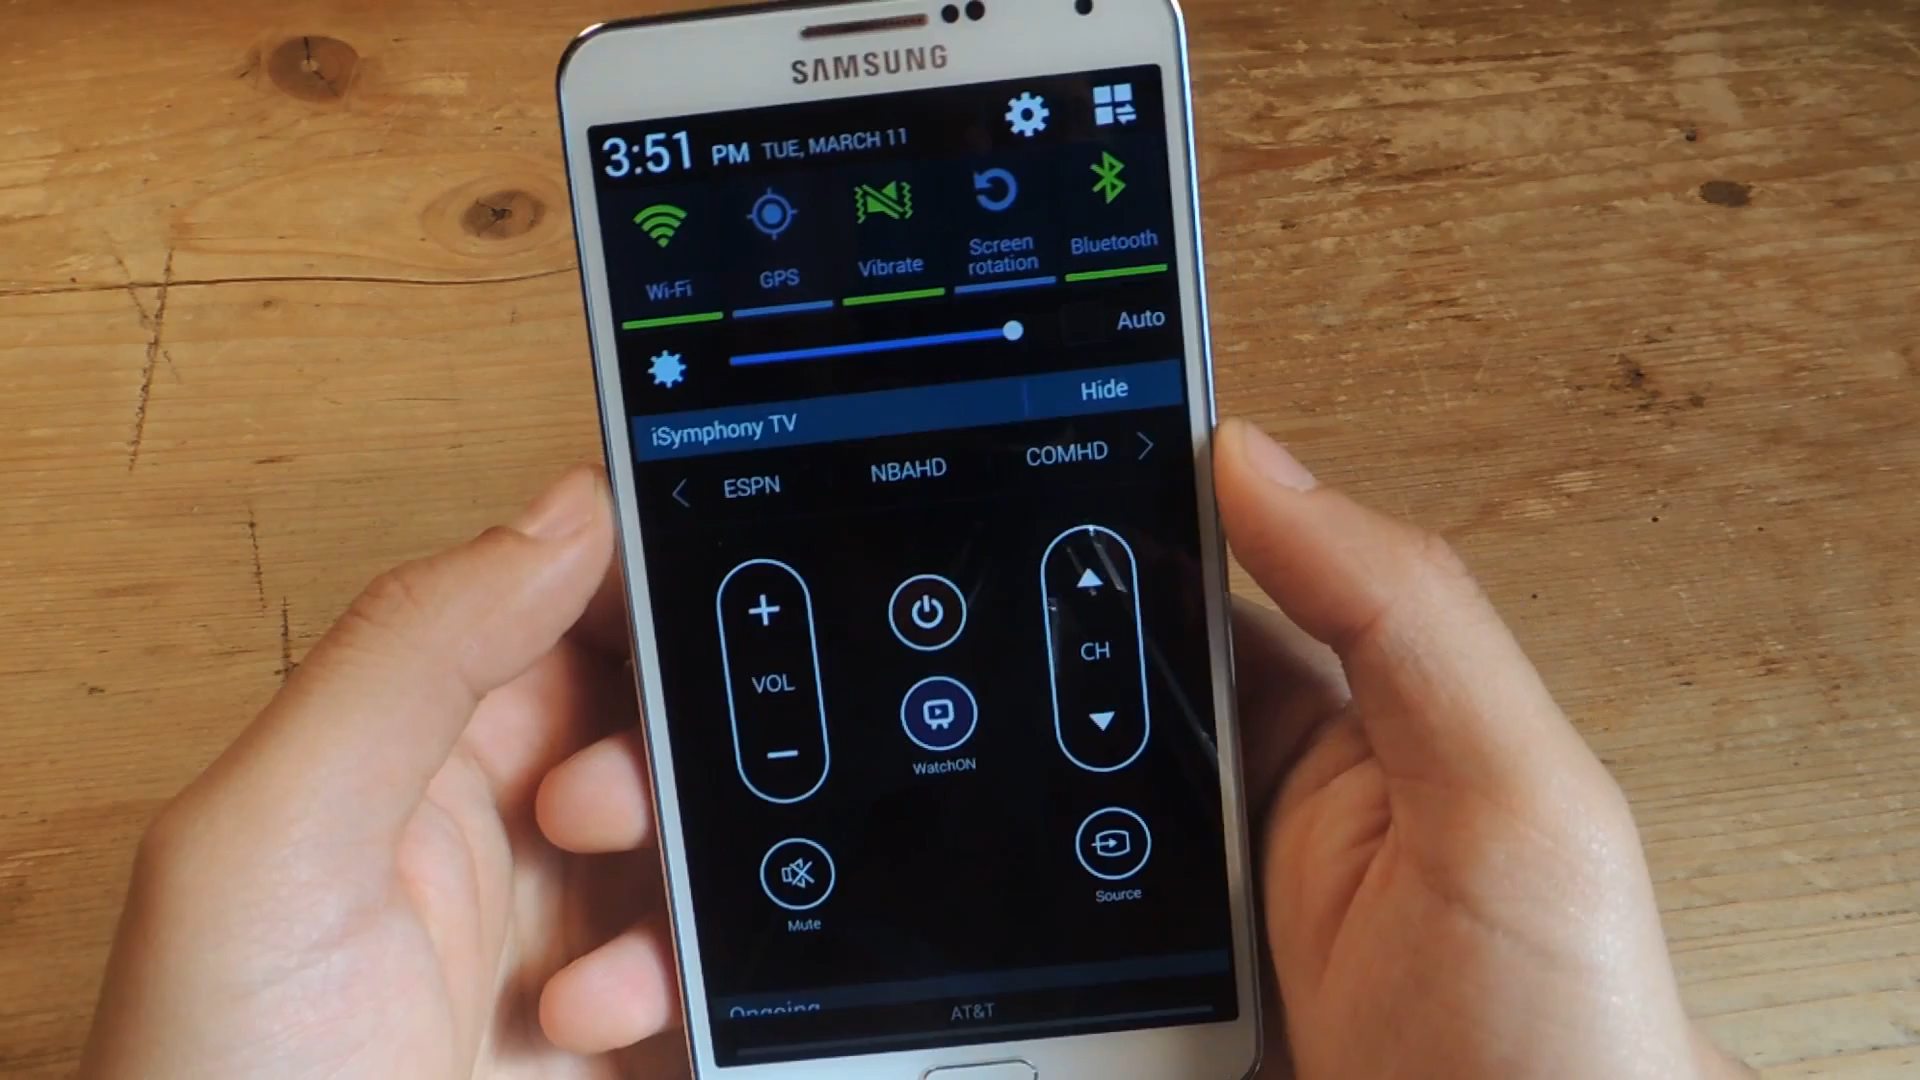 SAMSUNG
3:51 PM TUE, MARCH 11
Wi-Fi
GPS
Vibrate
Screen
rotation
Bluetooth
Auto
iSymphony TV
Hide
ESPN
NBAHD
COMHD
VOL
CH
WatchON
Mute
Source
Ongoing
AT&T